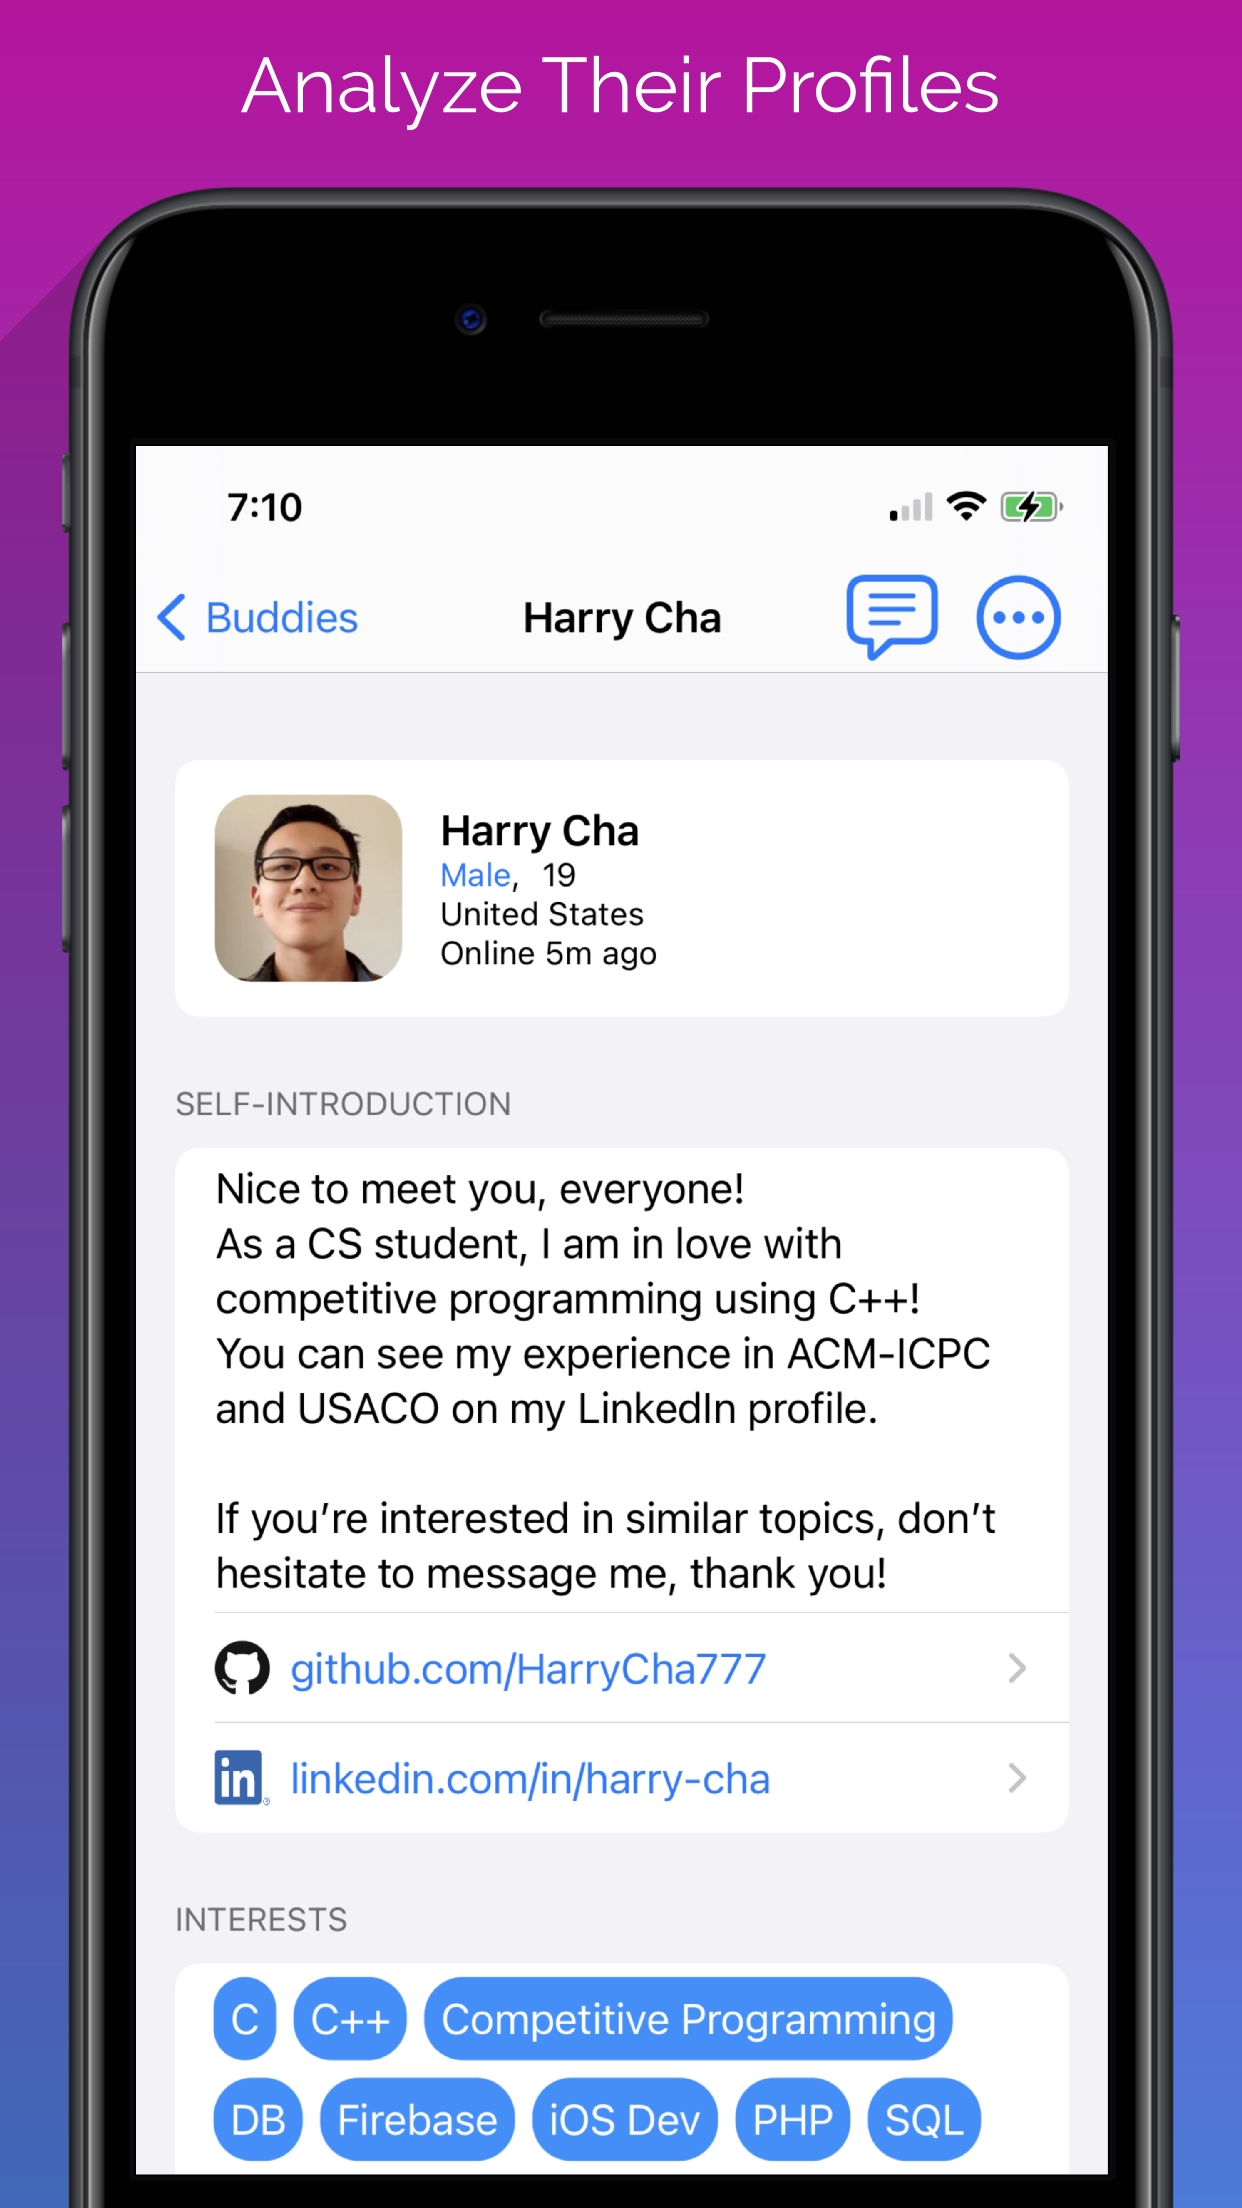 Analyze Their Profiles
7:10
Buddies
Harry Cha
Harry Cha
Male, 19
United States
Online 5m ago
SELF-INTRODUCTION
Nice to meet you, everyone!
As a CS student, I am in love with
competitive programming using C++!
You can see my experience in ACM-ICPC
and USACO on my LinkedIn profile.
If you’re interested in similar topics, don’t
hesitate to message me, thank you!
github.com/HarryCha777
in
linkedin.com/in/harry-cha
INTERESTS
C C++ Competitive Programming
DB Firebase iOS Dev PHP SQL